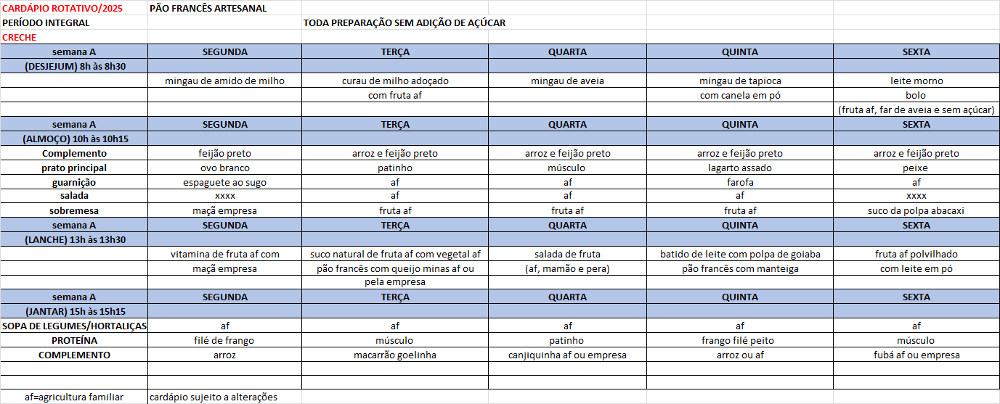 CARDÁPIO ROTATIVO/2025 PÃO FRANCÊS ARTESANAL
PERÍODO INTEGRAL TODA PREPARAÇÃO SEM ADIÇÃO DE AÇÚCAR
CRECHE
semana A SEGUNDA TERÇA QUARTA QUINTA SEXTA
(DESJEJUM) 8h às 8h30
mingau de amido de milho curau de milho adoçado mingau de aveia mingau de tapioca leite morno
com fruta af com canela em pó bolo
(fruta af, far de aveia e sem açúcar)
semana A SEGUNDA TERÇA QUARTA QUINTA SEXTA
(ALMOÇO) 10h às 10h15
Complemento feijão preto arroz e feijão preto arroz e feijão preto arroz e feijão preto arroz e feijão preto
prato principal ovo branco patinho músculo lagarto assado peixe
guarnição espaguete ao sugo af af farofa af
salada xxxx af af af xxxx
sobremesa maçã empresa fruta af fruta af fruta af suco da polpa abacaxi
semana A SEGUNDA TERÇA QUARTA QUINTA SEXTA
(LANCHE) 13h às 13h30
vitamina de fruta af com suco natural de fruta af com vegetal af salada de fruta batido de leite com polpa de goiaba fruta af polvilhado
maçã empresa pão francês com queijo minas af ou (af, mamão e pera) pão francês com manteiga com leite em pó
pela empresa
semana A SEGUNDA TERÇA QUARTA QUINTA SEXTA
(JANTAR) 15h às 15h15
SOPA DE LEGUMES/HORTALIÇAS af af af af af
PROTEÍNA filé de frango músculo patinho frango filé peito músculo
COMPLEMENTO arroz macarrão goelinha canjiquinha af ou empresa arroz ou af fubá af ou empresa
af=agricultura familiar cardápio sujeito a alterações